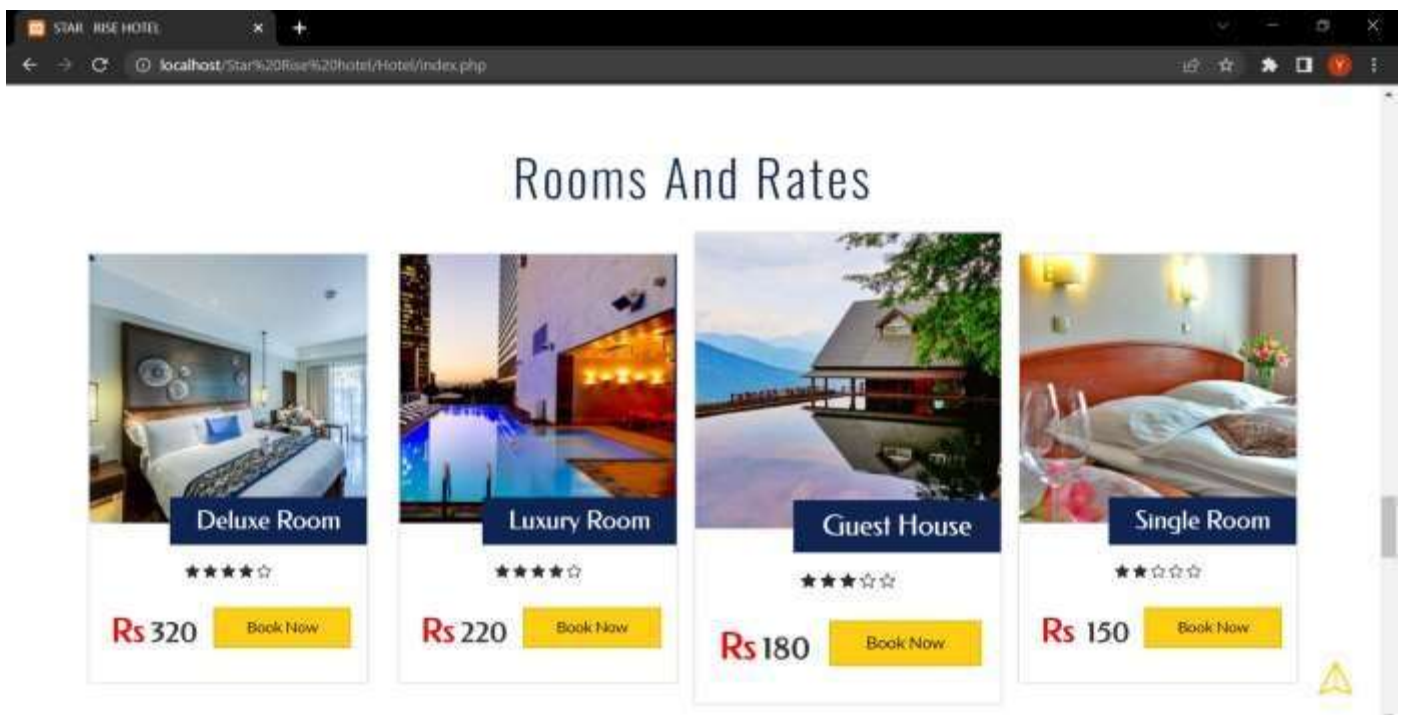 STAR RISE HOTEL
localhost/Star%20Rise%20hotel/Hotel/index.php
Y
Rooms And Rates
Deluxe Room
Luxury Room
Guest House
Single Room
Rs 320
Book Now
Rs 220
Book Now
Rs 180
Book Now
Rs 150
Book Now